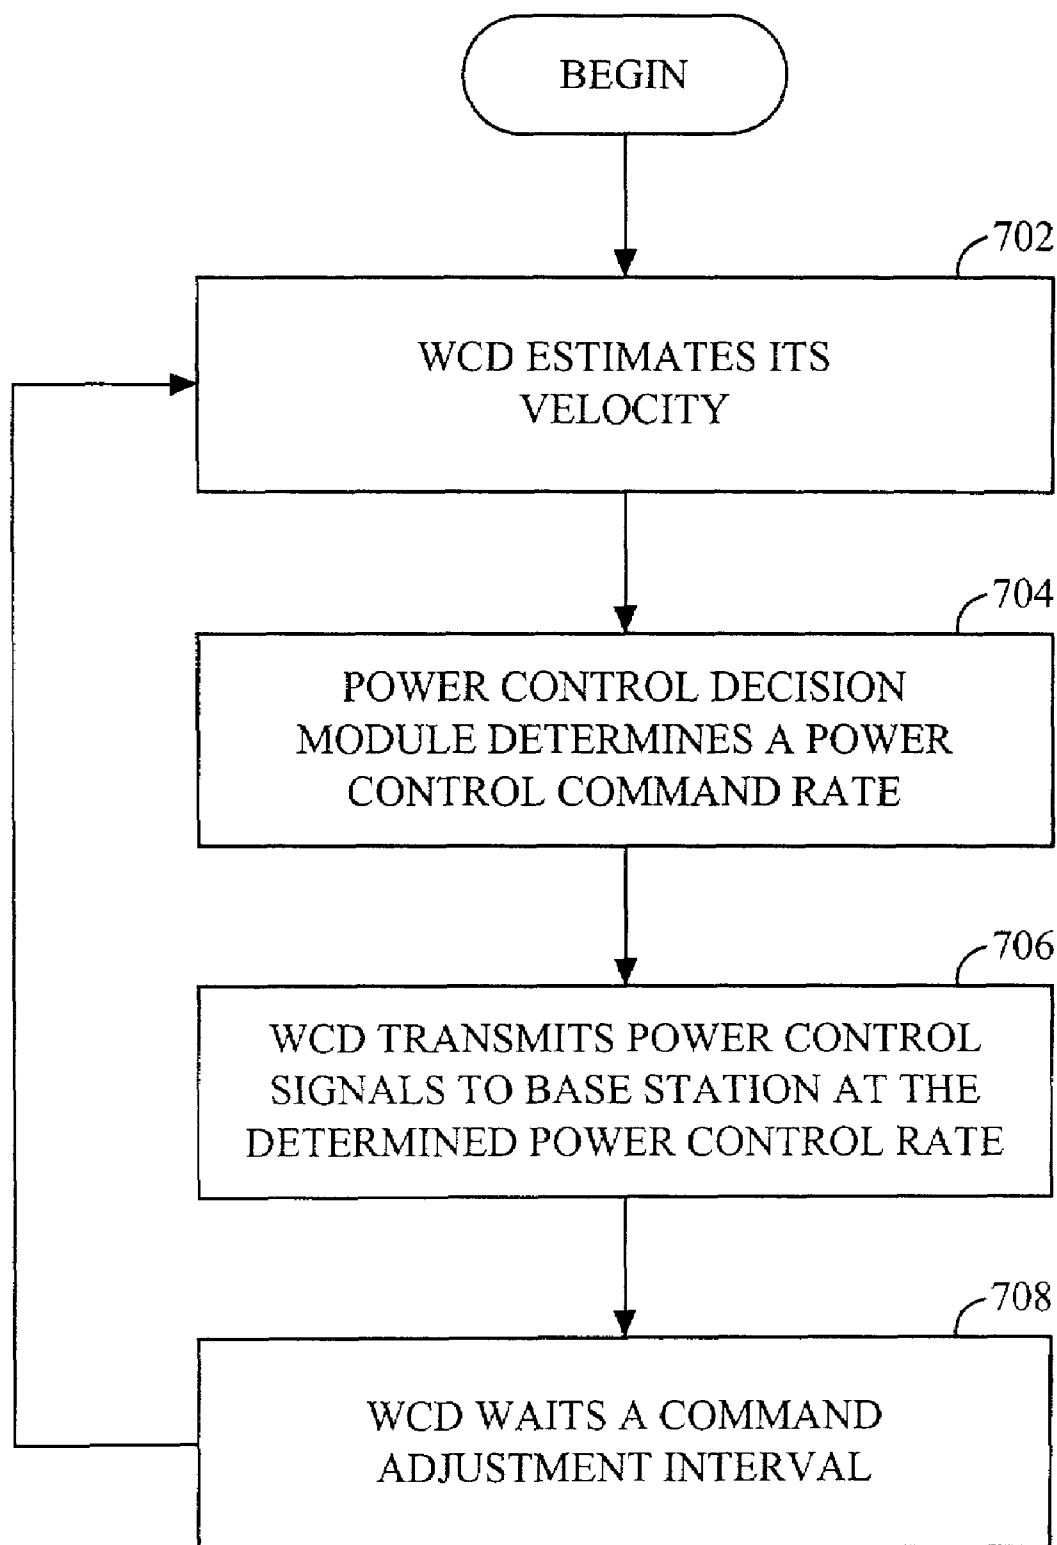 BEGIN
702
WCD ESTIMATES ITS
VELOCITY
704
POWER CONTROL DECISION
MODULE DETERMINES A POWER
CONTROL COMMAND RATE
706
WCD TRANSMITS POWER CONTROL
SIGNALS TO BASE STATION AT THE
DETERMINED POWER CONTROL RATE
708
WCD WAITS A COMMAND
ADJUSTMENT INTERVAL